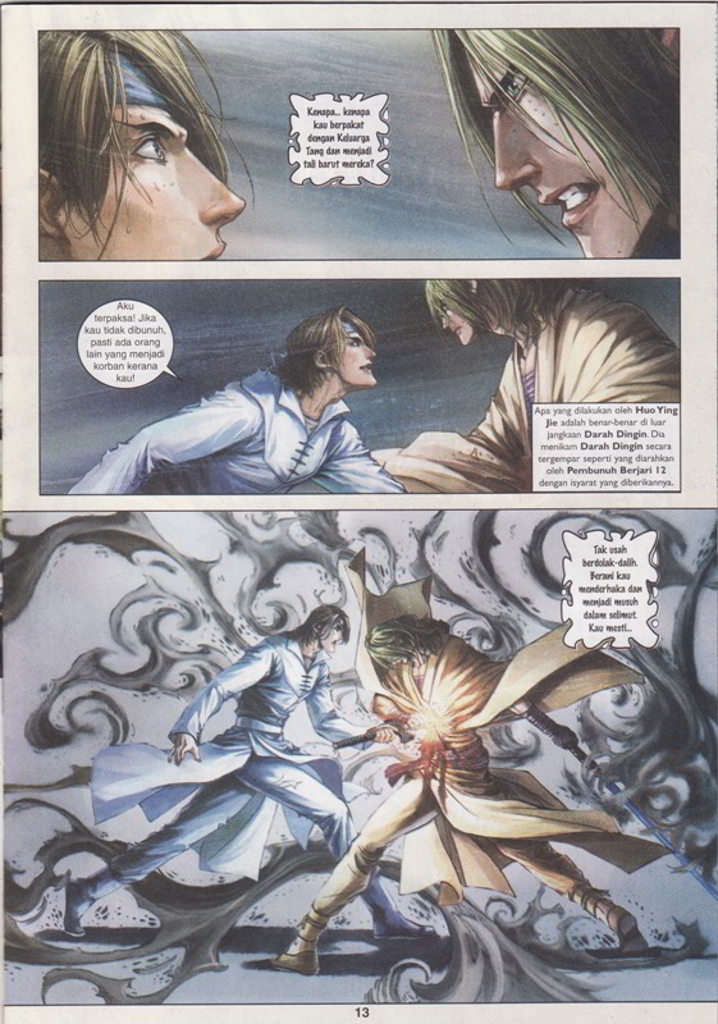 Kenapa... kenapa
kau berpakat
dengan Keluarga
Tang dan menjadi
tali barut mereka?
Aku
terpaksa! Jika
kau tidak dibunuh,
pasti ada orang
lain yang menjadi
korban kerana
kau!
Apa yang dilakukan oleh Huo Ying
Jie adalah benar-benar di luar
jangkaan Darah Dingin. Dia
menikam Darah Dingin secara
tergempar seperti yang diarahkan
oleh Pembunuh Berjari 12
dengan isyarat yang diberikannya.
Tak usah
berdolak-dalih.
Berani kau
menderhaka dan
menjadi musuh
dalam selimut.
Kau mesti...
13